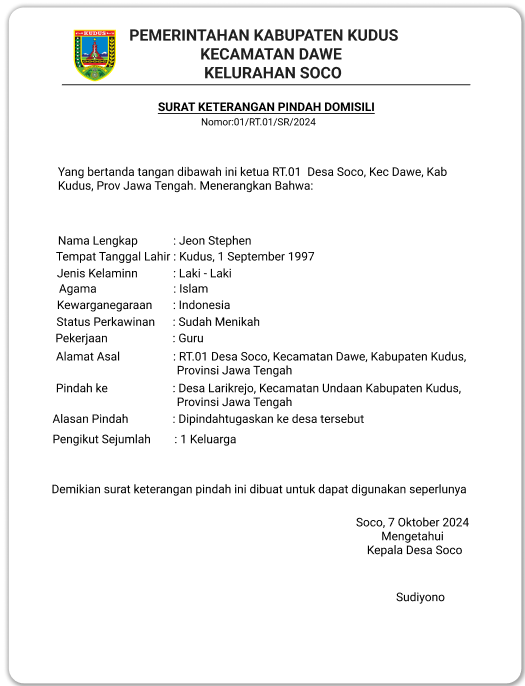 KUDUS
PEMERINTAHAN KABUPATEN KUDUS
KECAMATAN DAWE
KELURAHAN SOCO
SURAT KETERANGAN PINDAH DOMISILI
Nomor:01/RT.01/SR/2024
Yang bertanda tangan dibawah ini ketua RT.01 Desa Soco, Kec Dawe, Kab
Kudus, Prov Jawa Tengah. Menerangkan Bahwa:
Nama Lengkap : Jeon Stephen
Tempat Tanggal Lahir : Kudus, 1 September 1997
Jenis Kelaminn : Laki - Laki
Agama : Islam
Kewarganegaraan : Indonesia
Status Perkawinan : Sudah Menikah
Pekerjaan : Guru
Alamat Asal : RT.01 Desa Soco, Kecamatan Dawe, Kabupaten Kudus,
Provinsi Jawa Tengah
Pindah ke : Desa Larikrejo, Kecamatan Undaan Kabupaten Kudus,
Provinsi Jawa Tengah
Alasan Pindah : Dipindahtugaskan ke desa tersebut
Pengikut Sejumlah : 1 Keluarga
Demikian surat keterangan pindah ini dibuat untuk dapat digunakan seperlunya
Soco, 7 Oktober 2024
Mengetahui
Kepala Desa Soco
Sudiyono